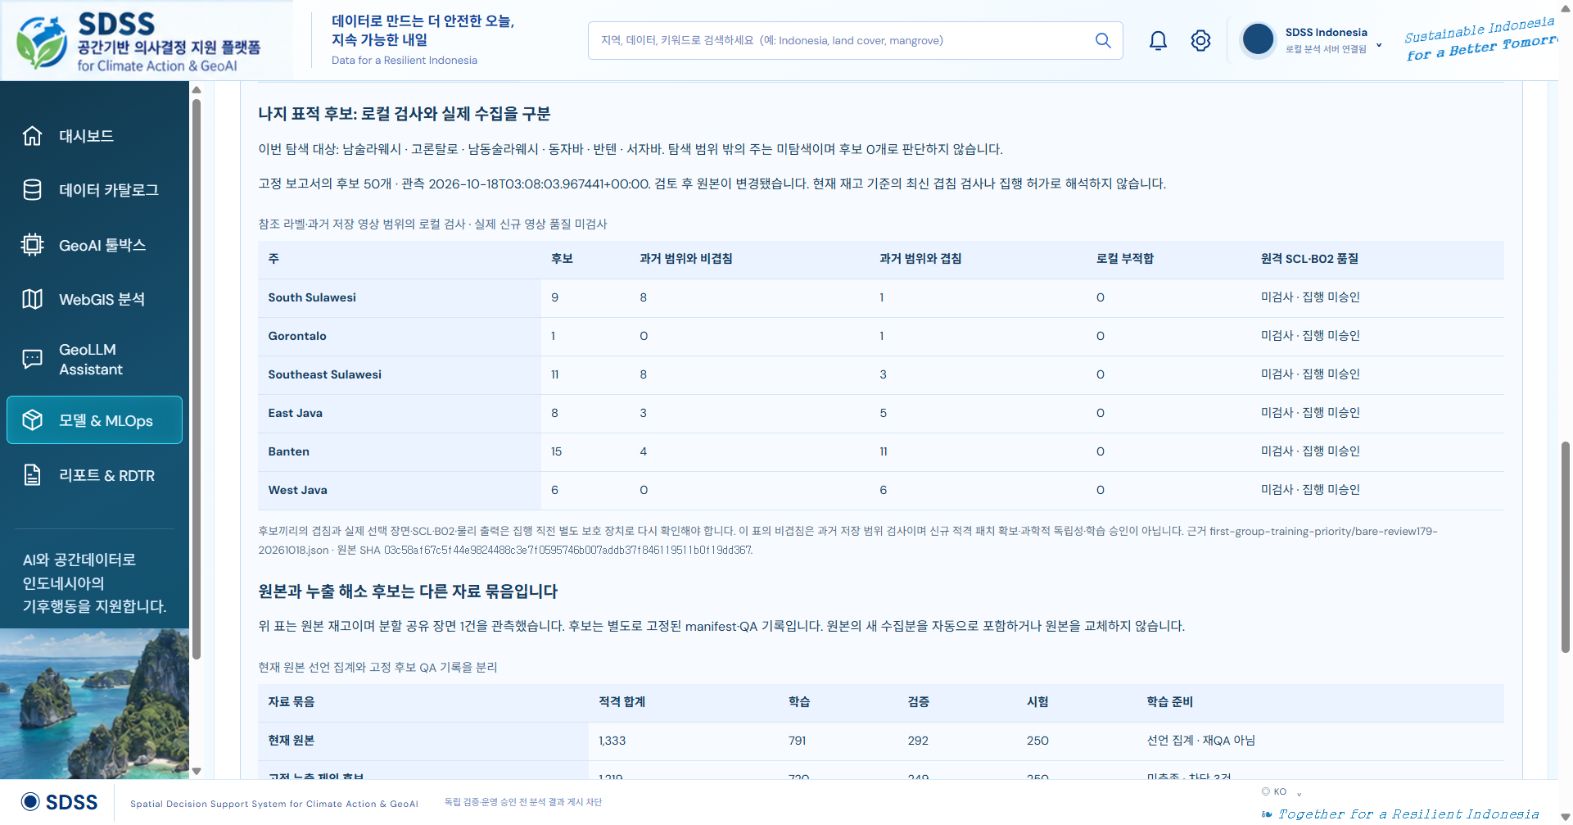 SDSS
공간기반 의사결정 지원 플랫폼
for Climate Action & GeoAI
데이터로 만드는 더 안전한 오늘,
지속 가능한 내일
Data for a Resilient Indonesia
지역, 데이터, 키워드로 검색하세요 (예: Indonesia, land cover, mangrove)
SDSS Indonesia
로컬 분석 서버 연결됨
Sustainable Indonesia
for a Better Tomorr
대시보드
데이터 카탈로그
GeoAI 툴박스
WebGIS 분석
GeoLLM
Assistant
모델 & MLOps
리포트 & RDTR
AI와 공간데이터로
인도네시아의
기후행동을 지원합니다.
나지 표적 후보: 로컬 검사와 실제 수집을 구분
이번 탐색 대상: 남술라웨시 · 고론탈로 · 남동술라웨시 · 동자바 · 반텐 · 서자바. 탐색 범위 밖의 주는 미탐색이며 후보 0개로 판단하지 않습니다.
고정 보고서의 후보 50개 · 관측 2026-10-18T03:08:03.967441+00:00. 검토 후 원본이 변경됐습니다. 현재 재고 기준의 최신 겹침 검사나 집행 허가로 해석하지 않습니다.
참조 라벨·과거 저장 영상 범위의 로컬 검사 · 실제 신규 영상 품질 미검사
주 후보 과거 범위와 비겹침 과거 범위와 겹침 로컬 부적합 원격 SCL·B02 품질
South Sulawesi 9 8 1 0 미검사 · 집행 미승인
Gorontalo 1 0 1 0 미검사 · 집행 미승인
Southeast Sulawesi 11 8 3 0 미검사 · 집행 미승인
East Java 8 3 5 0 미검사 · 집행 미승인
Banten 15 4 11 0 미검사 · 집행 미승인
West Java 6 0 6 0 미검사 · 집행 미승인
후보끼리의 겹침과 실제 선택 장면·SCL·B02·물리 출력은 집행 직전 별도 보호 장치로 다시 확인해야 합니다. 이 표의 비겹침은 과거 저장 범위 검사이며 신규 적격 패치 확보·과학적 독립성·학습 승인이 아닙니다. 근거 first-group-training-priority/bare-review179-
20261018.json · 원본 SHA 03c58af67c5f44e9824488c3e7f0595746b007addb37f846119511b0f19dd367.
원본과 누출 해소 후보는 다른 자료 묶음입니다
위 표는 원본 재고이며 분할 공유 장면 1건을 관측했습니다. 후보는 별도로 고정된 manifest·QA 기록입니다. 원본의 새 수집분을 자동으로 포함하거나 원본을 교체하지 않습니다.
현재 원본 선언 집계와 고정 후보 QA 기록을 분리
자료 묶음 적격 합계 학습 검증 시험 학습 준비
현재 원본 1,333 791 292 250 선언 집계 · 재QA 아님
고정 누출 제외 후보 1,219 720 249 250 미충족 · 차단 3건
SDSS
Spatial Decision Support System for Climate Action & GeoAI
독립 검증·운영 승인 전 분석 결과 게시 차단
KO
Together for a Resilient Indonesia